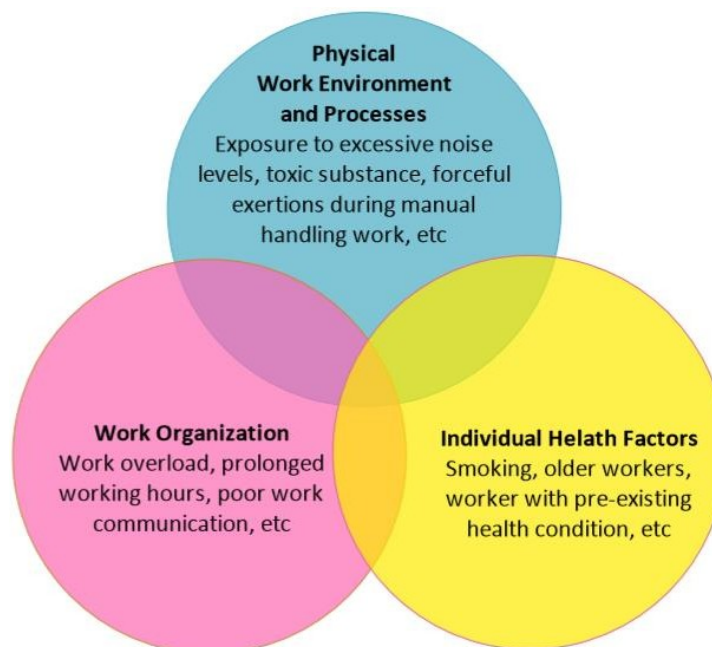 Physical
Work Environment
and Processes
Exposure to excessive noise
levels, toxic substance, forceful
exertions during manual
handling work, etc
Work Organization
Work overload, prolonged
working hours, poor work
communication, etc
Individual Helath Factors
Smoking, older workers,
worker with pre-existing
health condition, etc